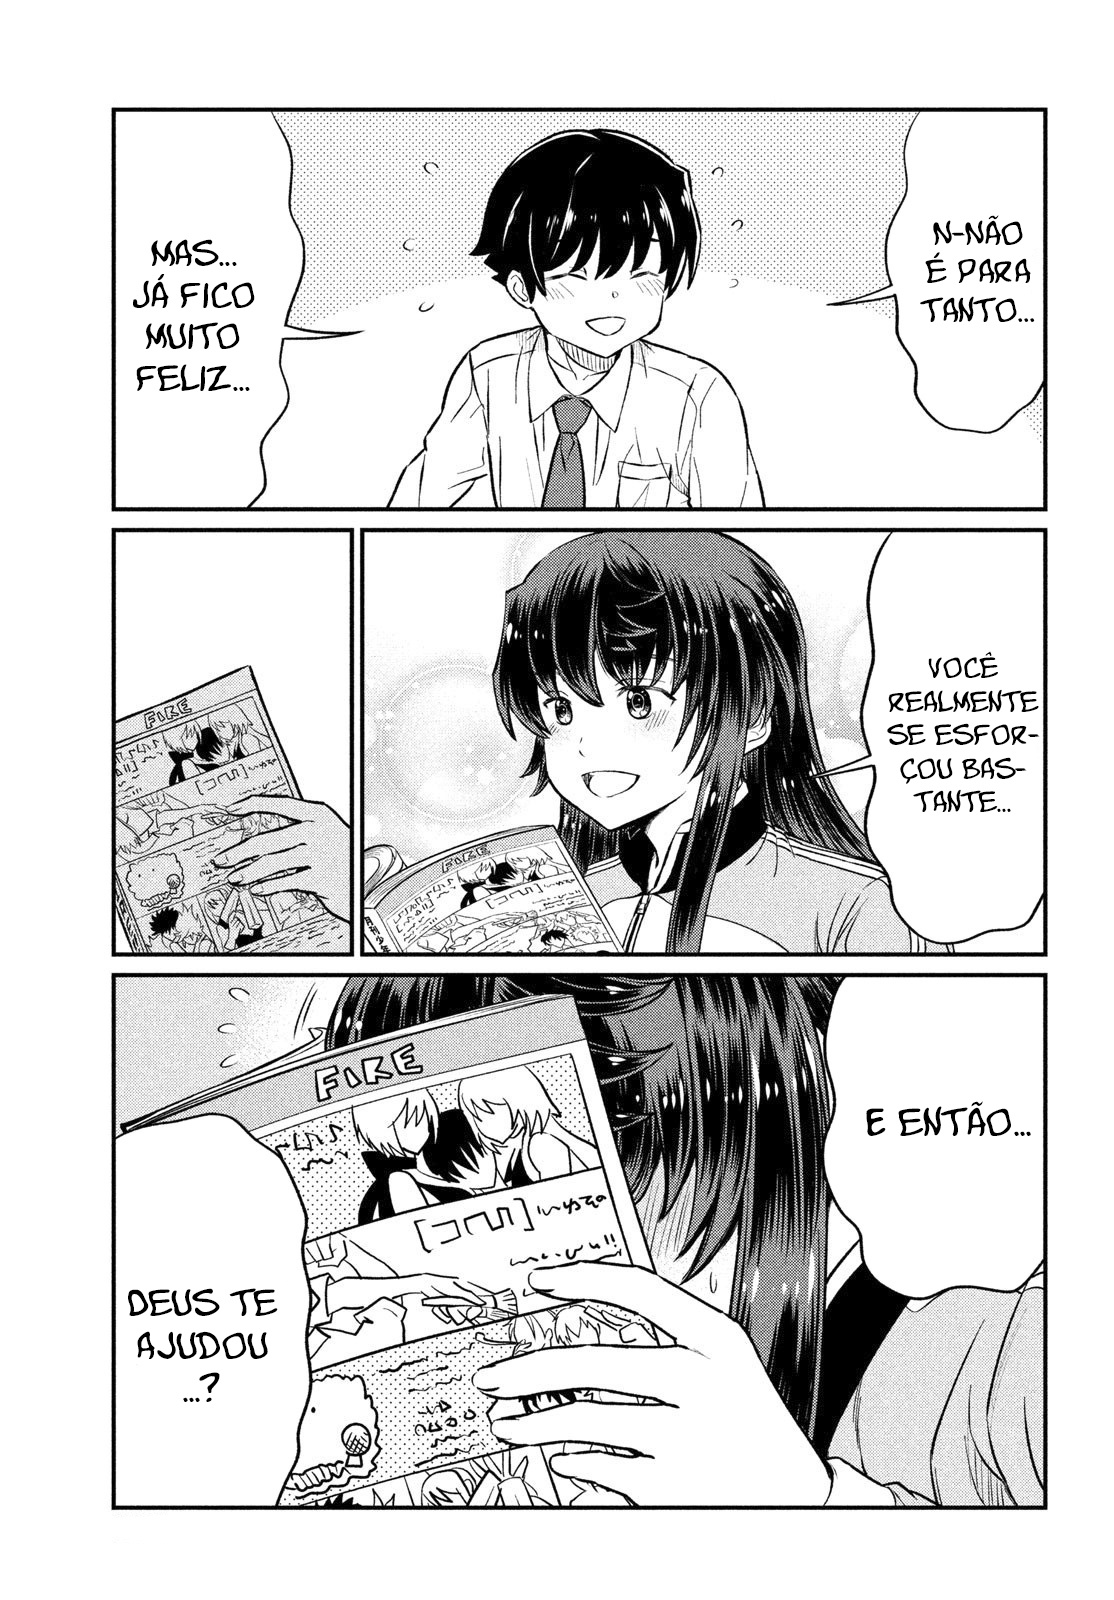 N-NÃO
É PARA
TANTO...
MAS...
JÁ FICO
MUITO
FELIZ...
VOCÊ
REALMENTE
SE ESFOR-
ÇOU BAS-
TANTE...
FIRE
FIRE
E ENTÃO...
FIRE
DEUS TE
AJUDOU
...?